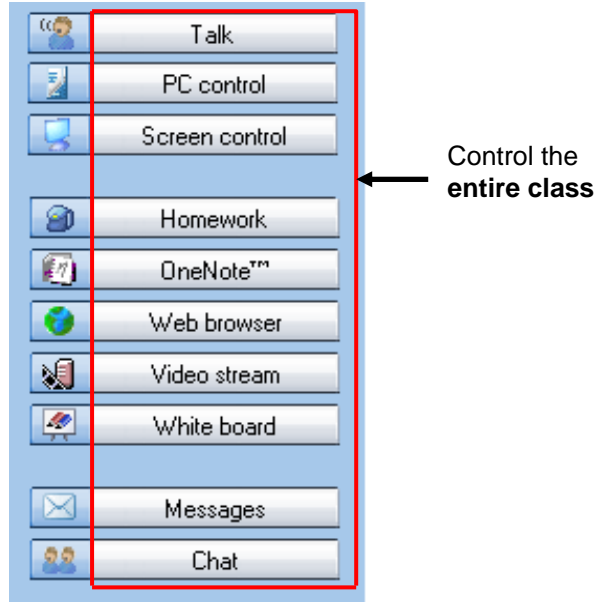 Talk
PC control
Screen control
Control the
entire class
Homework
OneNote™
Web browser
Video stream
White board
Messages
Chat